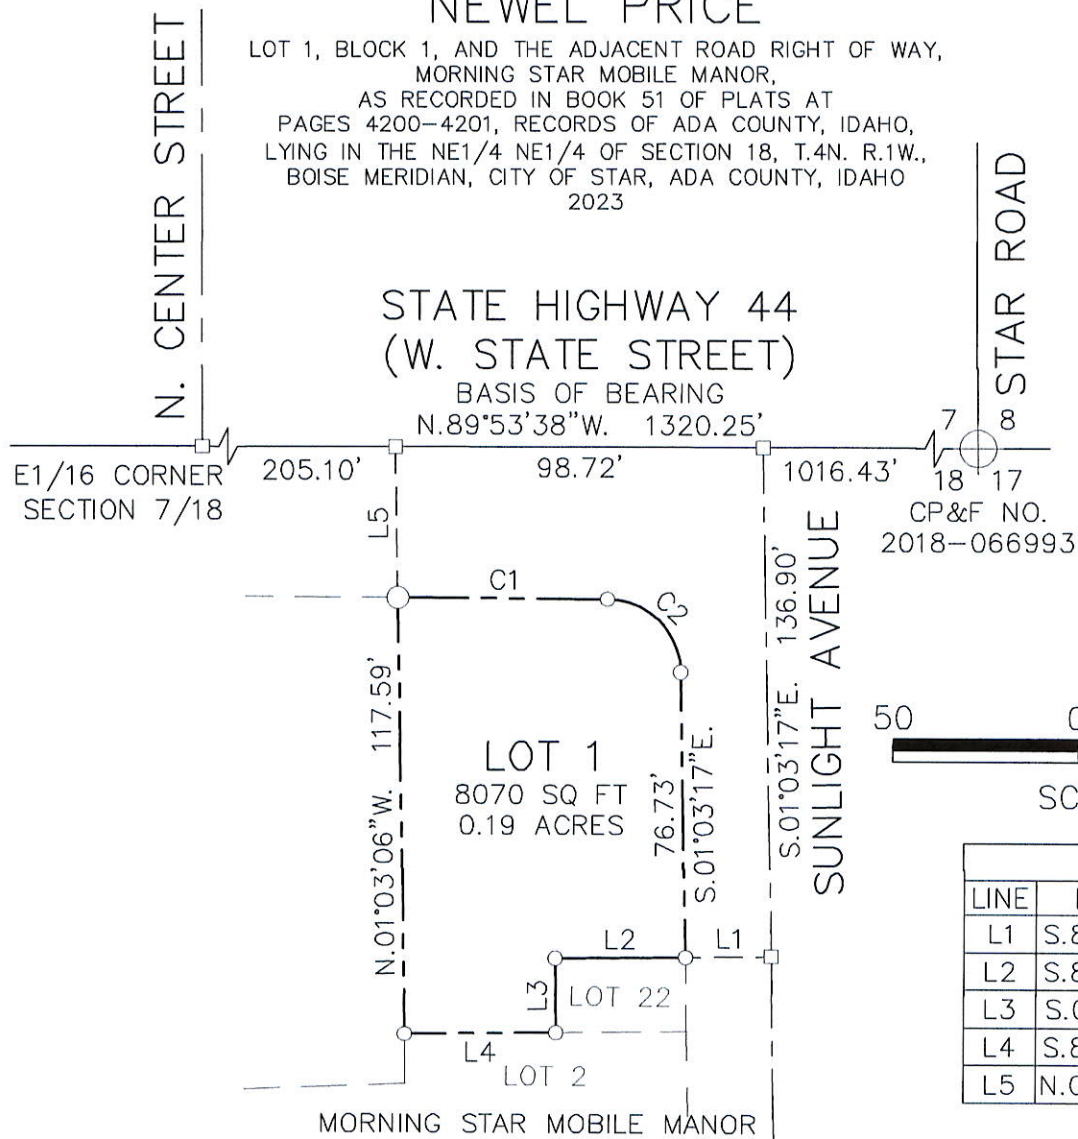 NEWEL PRICE
LOT 1, BLOCK 1, AND THE ADJACENT ROAD RIGHT OF WAY,
MORNING STAR MOBILE MANOR,
AS RECORDED IN BOOK 51 OF PLATS AT
PAGES 4200-4201, RECORDS OF ADA COUNTY, IDAHO,
LYING IN THE NE1/4 NE1/4 OF SECTION 18, T.4N. R.1W.,
BOISE MERIDIAN, CITY OF STAR, ADA COUNTY, IDAHO
2023
N. CENTER STREET
STAR ROAD
STATE HIGHWAY 44
(W. STATE STREET)
BASIS OF BEARING
N.89°53'38"W. 1320.25'
7 8
18 17
E1/16 CORNER
SECTION 7/18
205.10'
98.72'
1016.43'
CP&F NO.
2018-066993
L5
C1
C2
N.01°03'06"W. 117.59'
LOT 1
8070 SQ FT
0.19 ACRES
76.73'
S.01°03'17"E.
S.01°03'17"E. 136.90'
SUNLIGHT AVENUE
50 0
SC
LINE
L1 S.8
L2 S.8
L3 S.0
L4 S.8
L5 N.0
L2
L1
L3
LOT 22
L4
LOT 2
MORNING STAR MOBILE MANOR